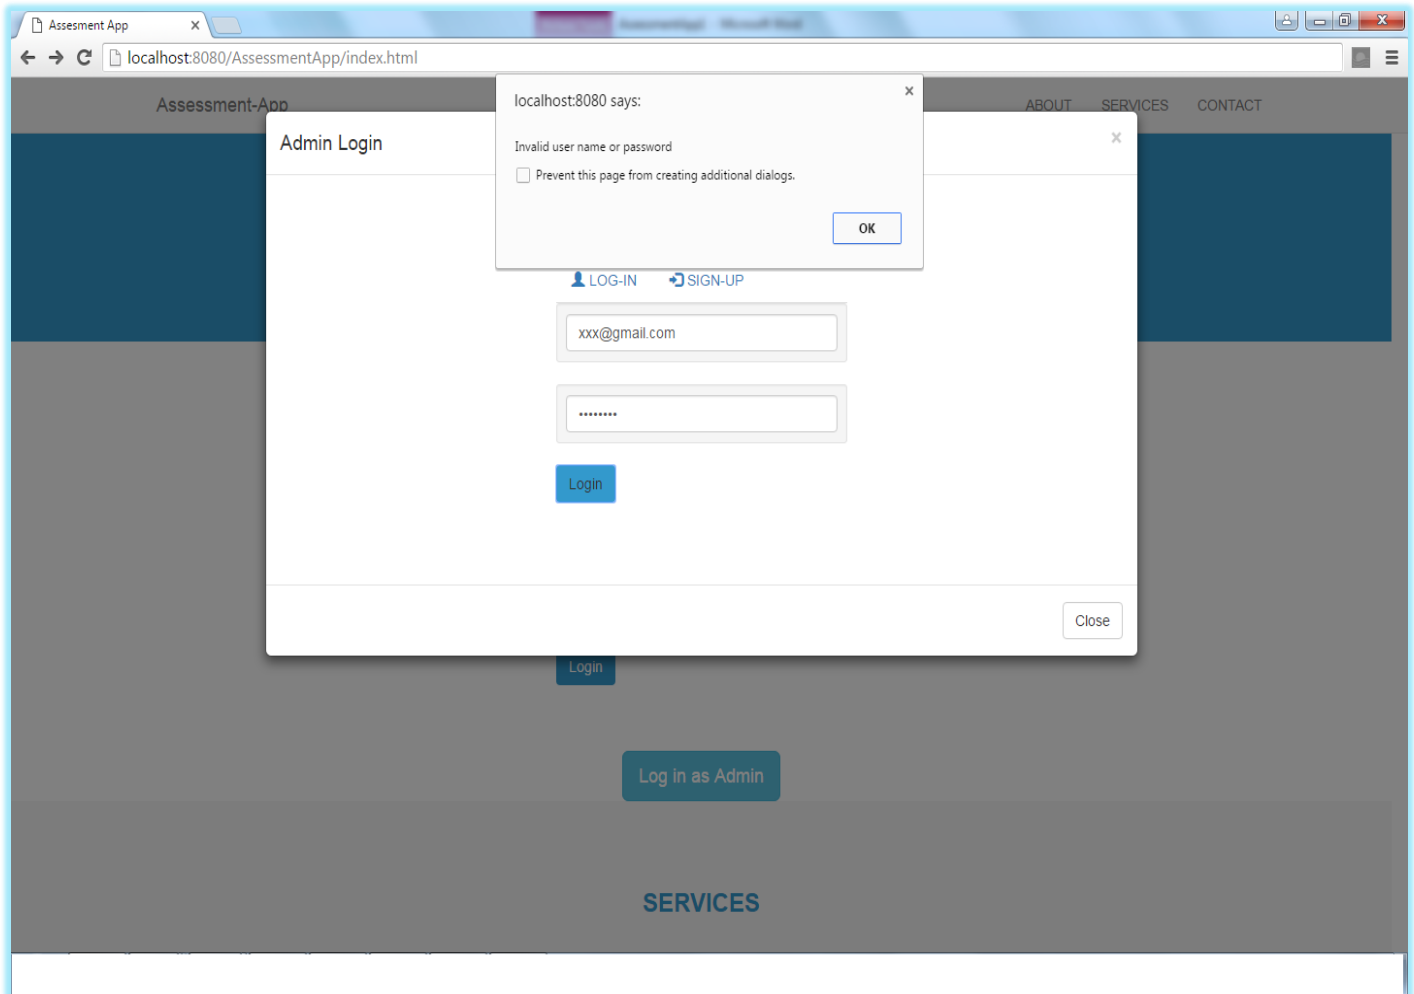 Assesment App
localhost:8080/AssessmentApp/index.html
Assessment-App
ABOUT SERVICES CONTACT
localhost:8080 says:
Invalid user name or password
Prevent this page from creating additional dialogs.
OK
Admin Login
LOG-IN SIGN-UP
xxx@gmail.com
••••••••
Login
Close
Login
Log in as Admin
SERVICES